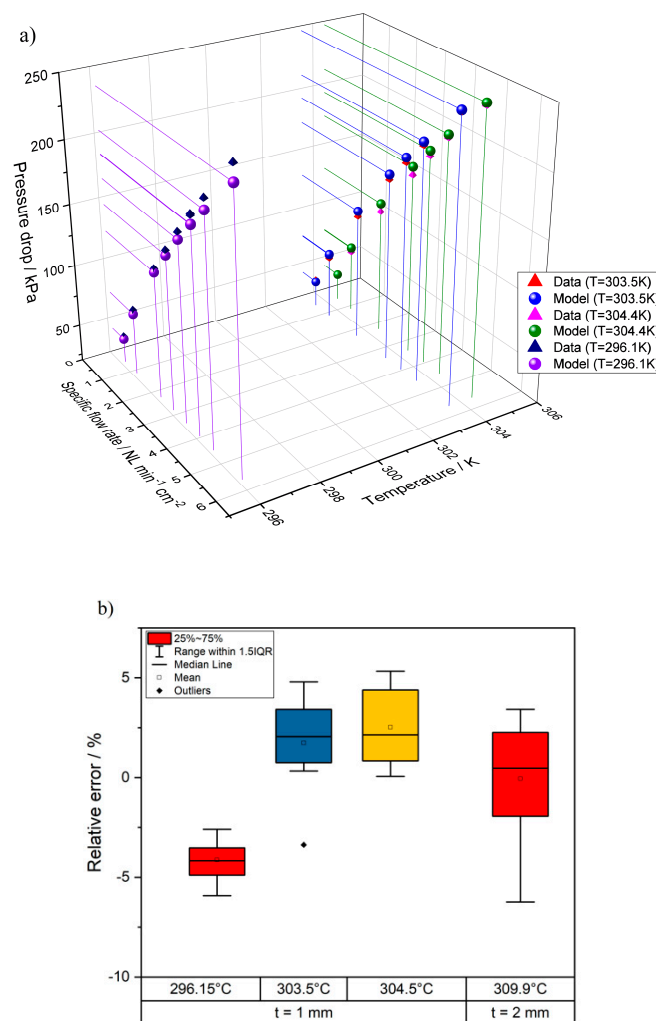 a)
250
200
150
100
50
Pressure drop / kPa
0
1
2
3
4
5
6
Specific flow rate / NL min⁻¹ cm⁻²
296
298
300
302
304
306
Temperature / K
Data (T=303.5K)
Model (T=303.5K)
Data (T=304.4K)
Model (T=304.4K)
Data (T=296.1K)
Model (T=296.1K)
b)
25%~75%
Range within 1.5IQR
Median Line
Mean
Outliers
5
0
-5
-10
Relative error / %
296.15°C 303.5°C 304.5°C 309.9°C
t = 1 mm t = 2 mm